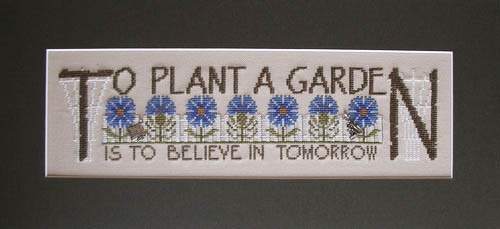 TO PLANT A GARDEN
IS TO BELIEVE IN TOMORROW